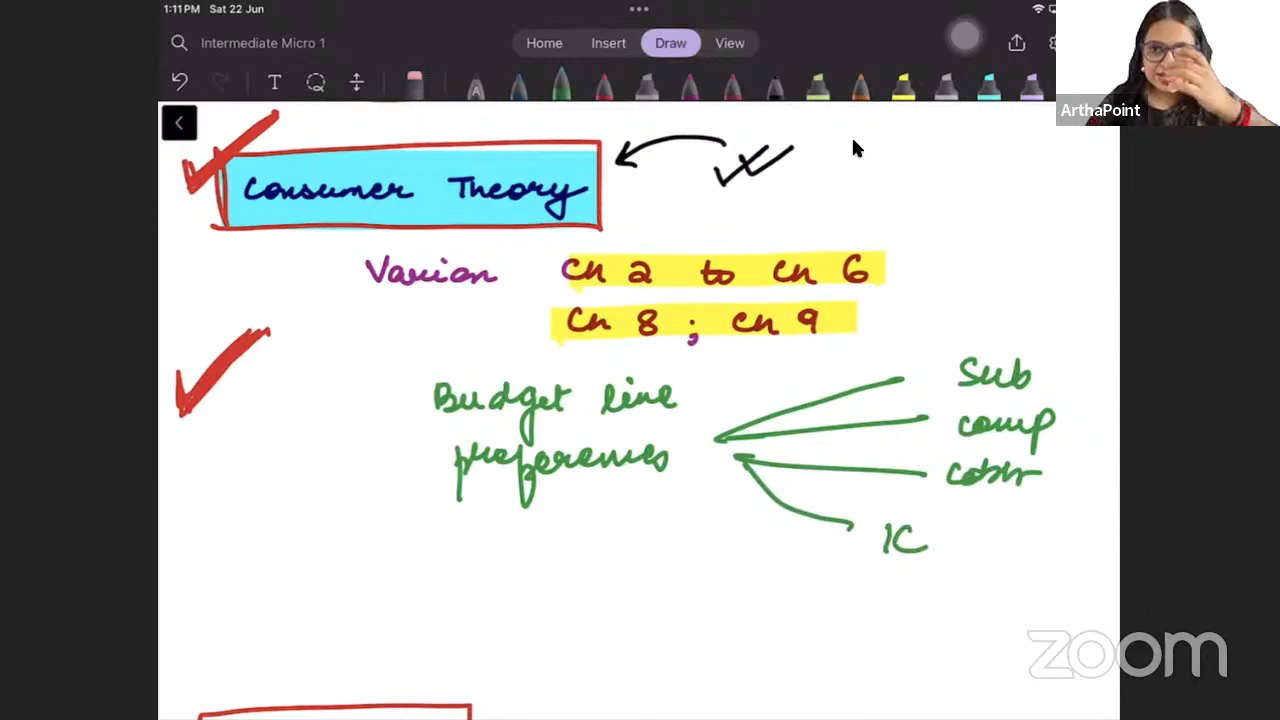 1:11 PM Sat 22 Jun
Intermediate Micro 1
Home Insert Draw View
T
ArthaPoint
Consumer Theory
Varian Ch 2 to Ch 6
Ch 8 ; Ch 9
Budget line
preferences
Sub
comp
IC
zoom